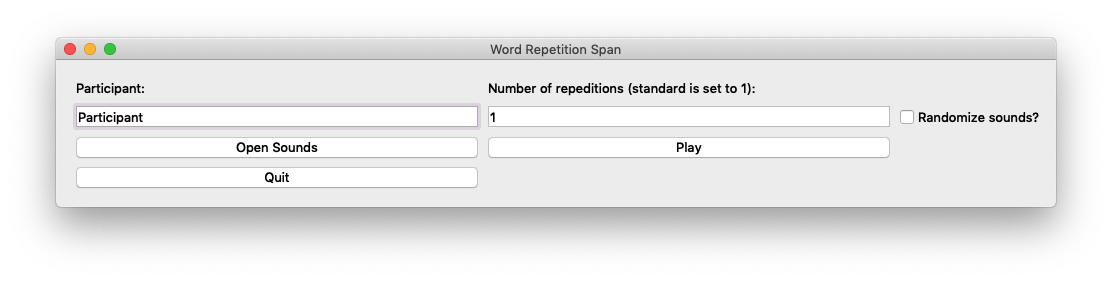 Word Repetition Span
Participant:
Number of repeditions (standard is set to 1):
Participant
1
Randomize sounds?
Open Sounds
Play
Quit